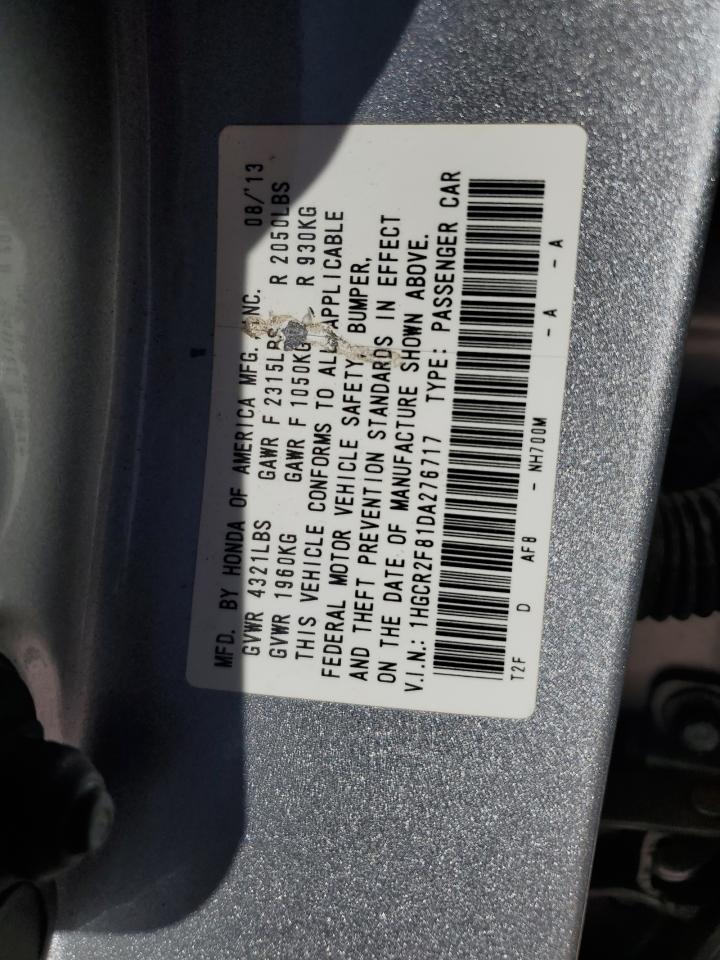 MFD. BY HONDA OF AMERICA MFG. INC. 08/'13
GVWR 4321LBS GAWR F 2315LBS R 2050LBS
GVWR 1960KG GAWR F 1050KG R 930KG
THIS VEHICLE CONFORMS TO ALL APPLICABLE
FEDERAL MOTOR VEHICLE SAFETY BUMPER,
AND THEFT PREVENTION STANDARDS IN EFFECT
ON THE DATE OF MANUFACTURE SHOWN ABOVE.
V.I.N.: 1HGCR2F81DA276717 TYPE: PASSENGER CAR
T2F D AF8 - NH700M - A - A